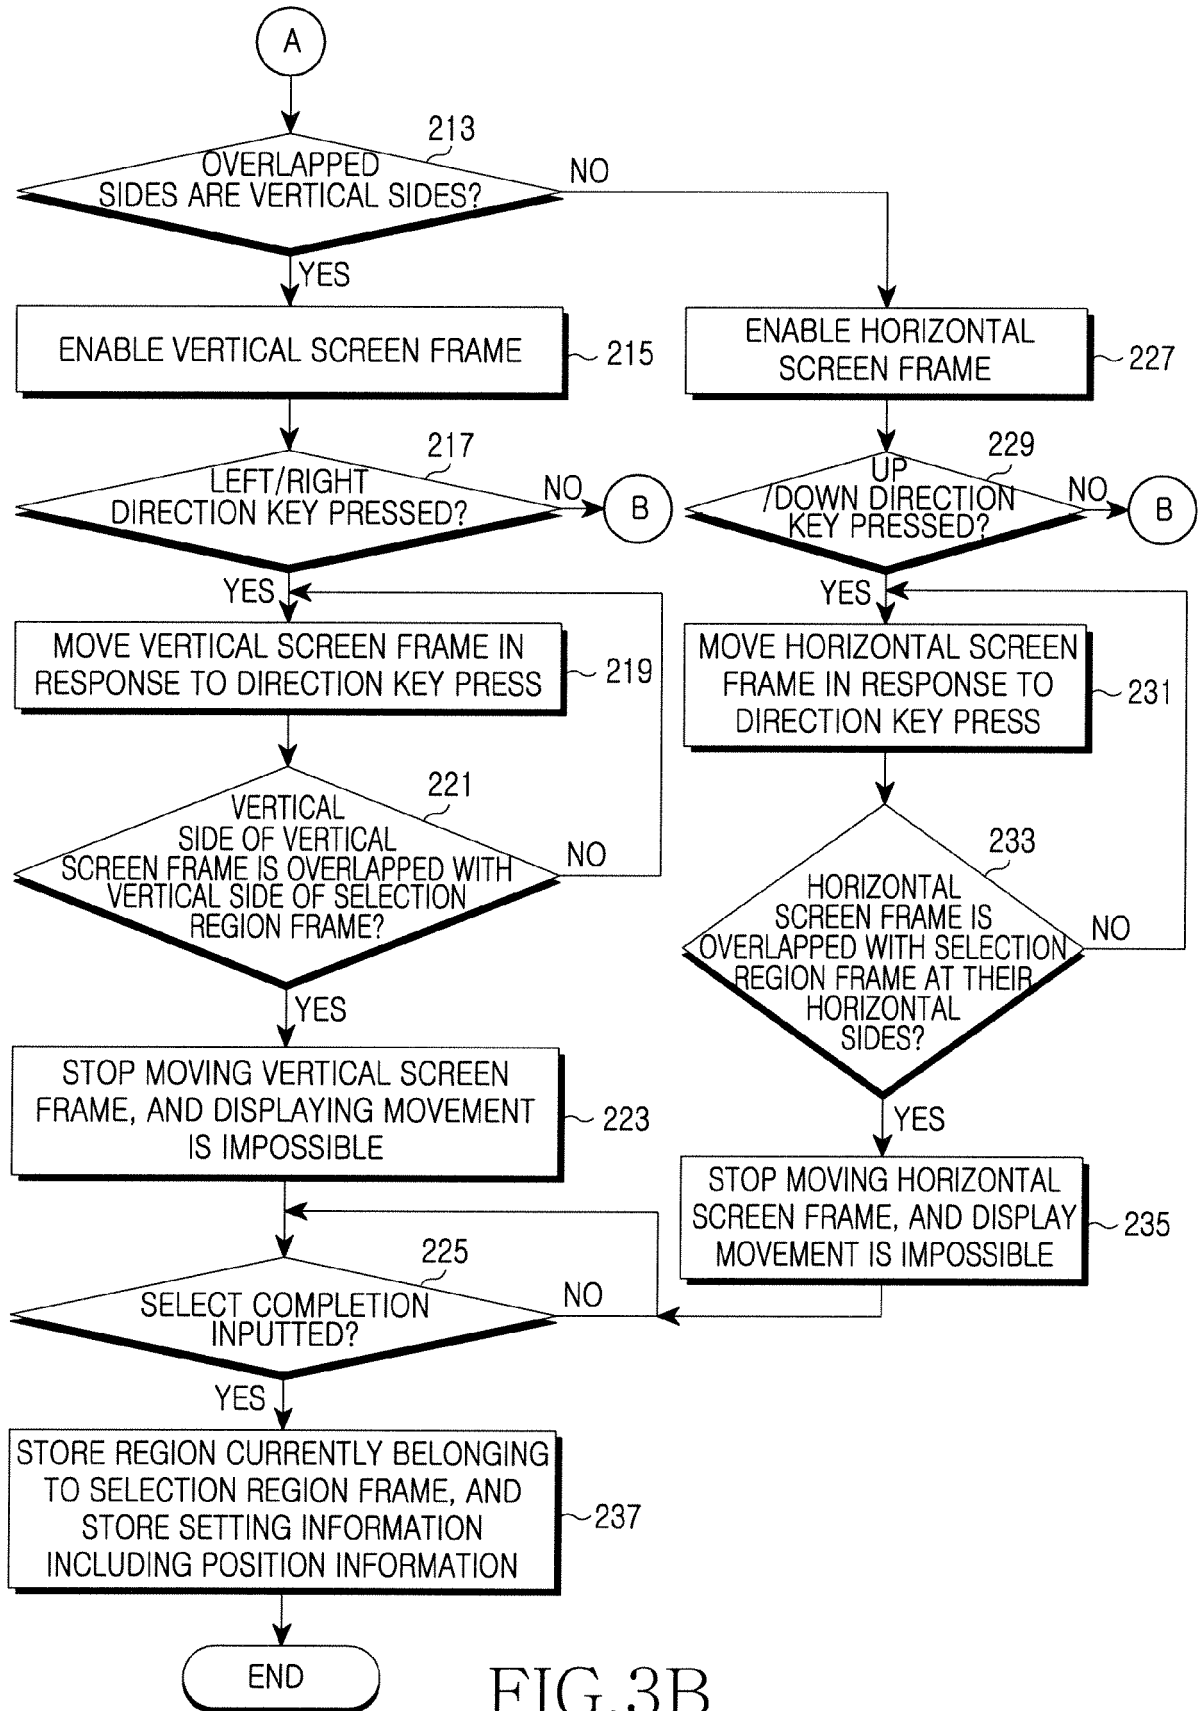 A
213
OVERLAPPED
SIDES ARE VERTICAL SIDES?
NO
YES
ENABLE VERTICAL SCREEN FRAME
215
ENABLE HORIZONTAL
SCREEN FRAME
227
217
LEFT/RIGHT
DIRECTION KEY PRESSED?
NO
B
229
UP
/DOWN DIRECTION
KEY PRESSED?
NO
B
YES
YES
MOVE VERTICAL SCREEN FRAME IN
RESPONSE TO DIRECTION KEY PRESS
219
MOVE HORIZONTAL SCREEN
FRAME IN RESPONSE TO
DIRECTION KEY PRESS
231
221
VERTICAL
SIDE OF VERTICAL
SCREEN FRAME IS OVERLAPPED WITH
VERTICAL SIDE OF SELECTION
REGION FRAME?
NO
233
HORIZONTAL
SCREEN FRAME IS
OVERLAPPED WITH SELECTION
REGION FRAME AT THEIR
HORIZONTAL
SIDES?
NO
YES
STOP MOVING VERTICAL SCREEN
FRAME, AND DISPLAYING MOVEMENT
IS IMPOSSIBLE
223
YES
STOP MOVING HORIZONTAL
SCREEN FRAME, AND DISPLAY
MOVEMENT IS IMPOSSIBLE
235
225
SELECT COMPLETION
INPUTTED?
NO
YES
STORE REGION CURRENTLY BELONGING
TO SELECTION REGION FRAME, AND
STORE SETTING INFORMATION
INCLUDING POSITION INFORMATION
237
END
FIG.3B